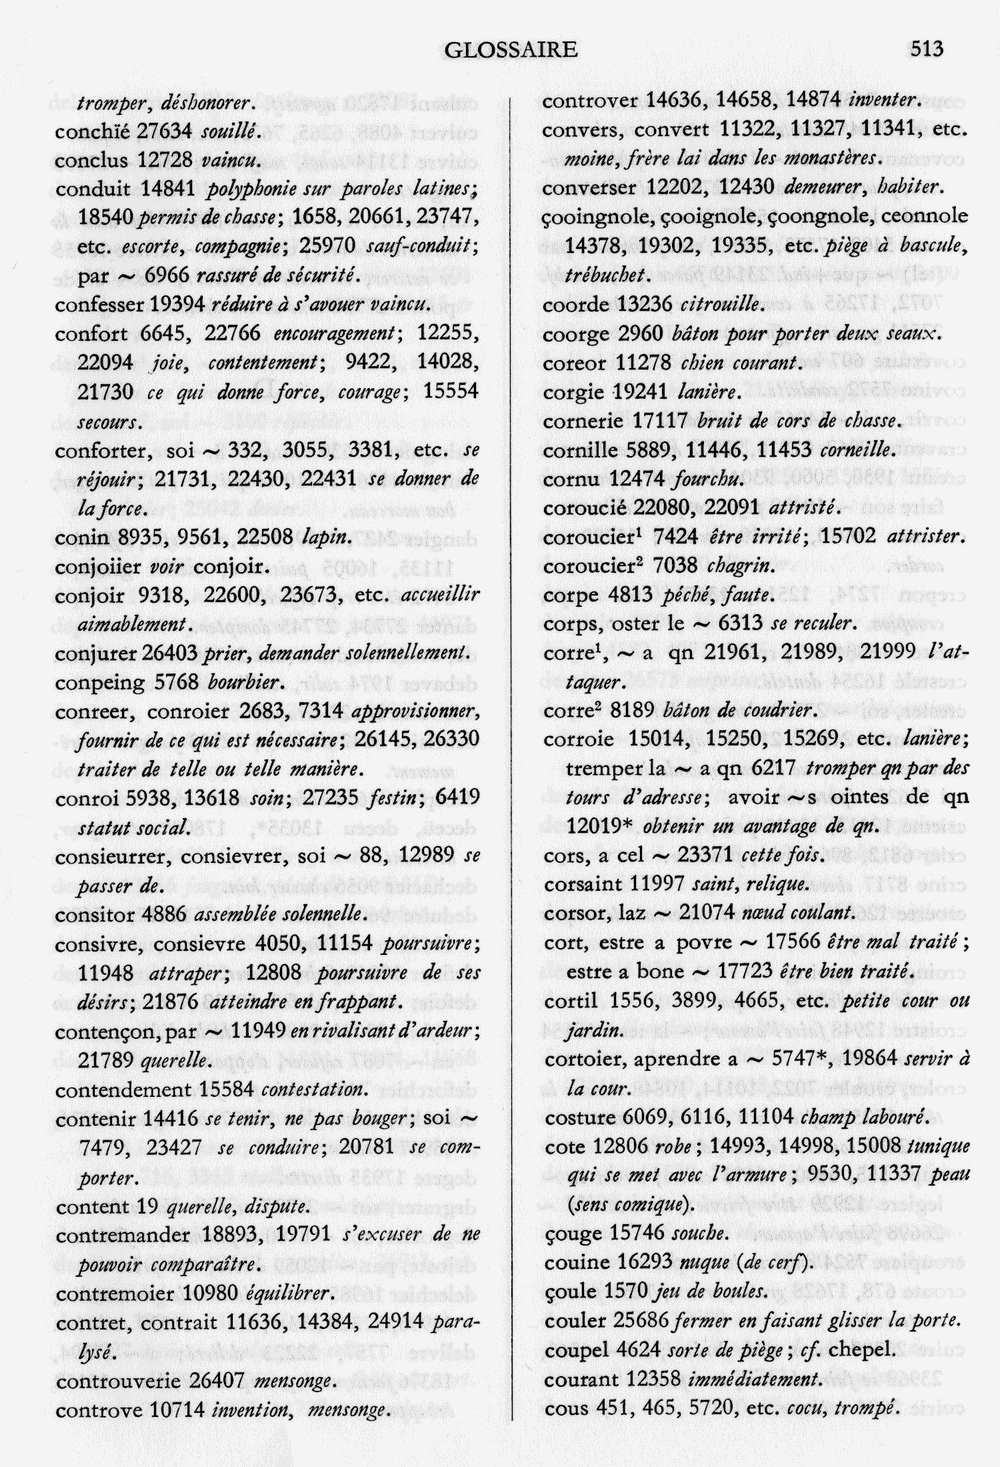 GLOSSAIRE 513
tromper, déshonorer.
conchïé 27634 souillé.
conclus 12728 vaincu.
conduit 14841 polyphonie sur paroles latines;
18540 permis de chasse; 1658, 20661, 23747,
etc. escorte, compagnie; 25970 sauf-conduit;
par ~ 6966 rassuré de sécurité.
confesser 19394 réduire à s'avouer vaincu.
confort 6645, 22766 encouragement; 12255,
22094 joie, contentement; 9422, 14028,
21730 ce qui donne force, courage; 15554
secours.
conforter, soi ~ 332, 3055, 3381, etc. se
réjouir; 21731, 22430, 22431 se donner de
la force.
conin 8935, 9561, 22508 lapin.
conjoiier voir conjoir.
conjoir 9318, 22600, 23673, etc. accueillir
aimablement.
conjurer 26403 prier, demander solennellement.
conpeing 5768 bourbier.
conreer, conroier 2683, 7314 approvisionner,
fournir de ce qui est nécessaire; 26145, 26330
traiter de telle ou telle manière.
conroi 5938, 13618 soin; 27235 festin; 6419
statut social.
consieurrer, consievrer, soi ~ 88, 12989 se
passer de.
consitor 4886 assemblée solennelle.
consivre, consievre 4050, 11154 poursuivre;
11948 attraper; 12808 poursuivre de ses
désirs; 21876 atteindre en frappant.
contençon, par ~ 11949 en rivalisant d'ardeur;
21789 querelle.
contendement 15584 contestation.
contenir 14416 se tenir, ne pas bouger; soi ~
7479, 23427 se conduire; 20781 se com-
porter.
content 19 querelle, dispute.
contremander 18893, 19791 s'excuser de ne
pouvoir comparaître.
contremoier 10980 équilibrer.
contret, contrait 11636, 14384, 24914 para-
lysé.
controuverie 26407 mensonge.
controve 10714 invention, mensonge.
controver 14636, 14658, 14874 inventer.
convers, convert 11322, 11327, 11341, etc.
moine, frère lai dans les monastères.
converser 12202, 12430 demeurer, habiter.
çooingnole, çooignole, çoongnole, ceonnole
14378, 19302, 19335, etc. piège à bascule,
trébuchet.
coorde 13236 citrouille.
coorge 2960 bâton pour porter deux seaux.
coreor 11278 chien courant.
corgie 19241 lanière.
cornerie 17117 bruit de cors de chasse.
cornille 5889, 11446, 11453 corneille.
cornu 12474 fourchu.
coroucié 22080, 22091 attristé.
coroucier¹ 7424 être irrité; 15702 attrister.
coroucier² 7038 chagrin.
corpe 4813 péché, faute.
corps, oster le ~ 6313 se reculer.
corre¹, ~ a qn 21961, 21989, 21999 l'at-
taquer.
corre² 8189 bâton de coudrier.
corroie 15014, 15250, 15269, etc. lanière;
tremper la ~ a qn 6217 tromper qn par des
tours d'adresse; avoir ~s ointes de qn
12019* obtenir un avantage de qn.
cors, a cel ~ 23371 cette fois.
corsaint 11997 saint, relique.
corsor, laz ~ 21074 nœud coulant.
cort, estre a povre ~ 17566 être mal traité;
estre a bone ~ 17723 être bien traité.
cortil 1556, 3899, 4665, etc. petite cour ou
jardin.
cortoier, aprendre a ~ 5747*, 19864 servir à
la cour.
costure 6069, 6116, 11104 champ labouré.
cote 12806 robe; 14993, 14998, 15008 tunique
qui se met avec l'armure; 9530, 11337 peau
(sens comique).
çouge 15746 souche.
couine 16293 nuque (de cerf).
çoule 1570 jeu de boules.
couler 25686 fermer en faisant glisser la porte.
coupel 4624 sorte de piège; cf. chepel.
courant 12358 immédiatement.
cous 451, 465, 5720, etc. cocu, trompé.